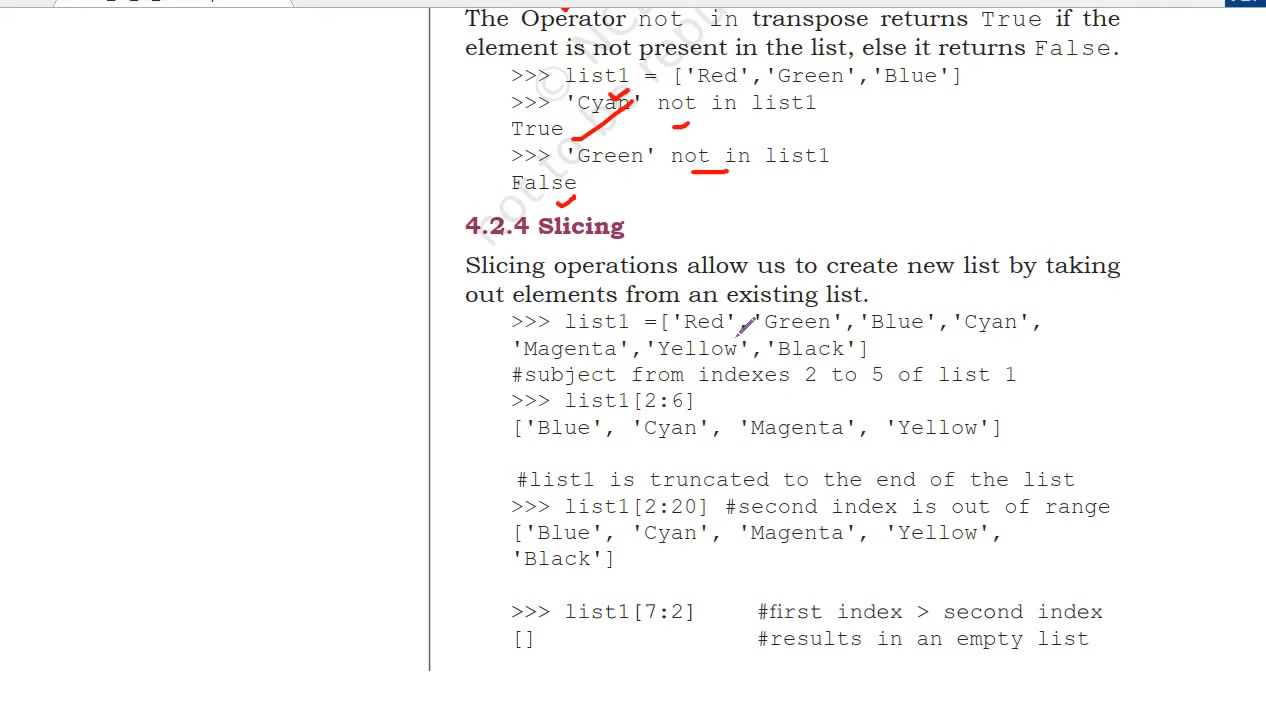 The Operator not in transpose returns True if the
element is not present in the list, else it returns False.
>>> list1 = ['Red','Green','Blue']
>>> 'Cyan' not in list1
True
>>> 'Green' not in list1
False
4.2.4 Slicing
Slicing operations allow us to create new list by taking
out elements from an existing list.
>>> list1 =['Red','Green','Blue','Cyan',
'Magenta','Yellow','Black']
#subject from indexes 2 to 5 of list 1
>>> list1[2:6]
['Blue', 'Cyan', 'Magenta', 'Yellow']
#list1 is truncated to the end of the list
>>> list1[2:20] #second index is out of range
['Blue', 'Cyan', 'Magenta', 'Yellow',
'Black']
>>> list1[7:2] #first index > second index
[] #results in an empty list